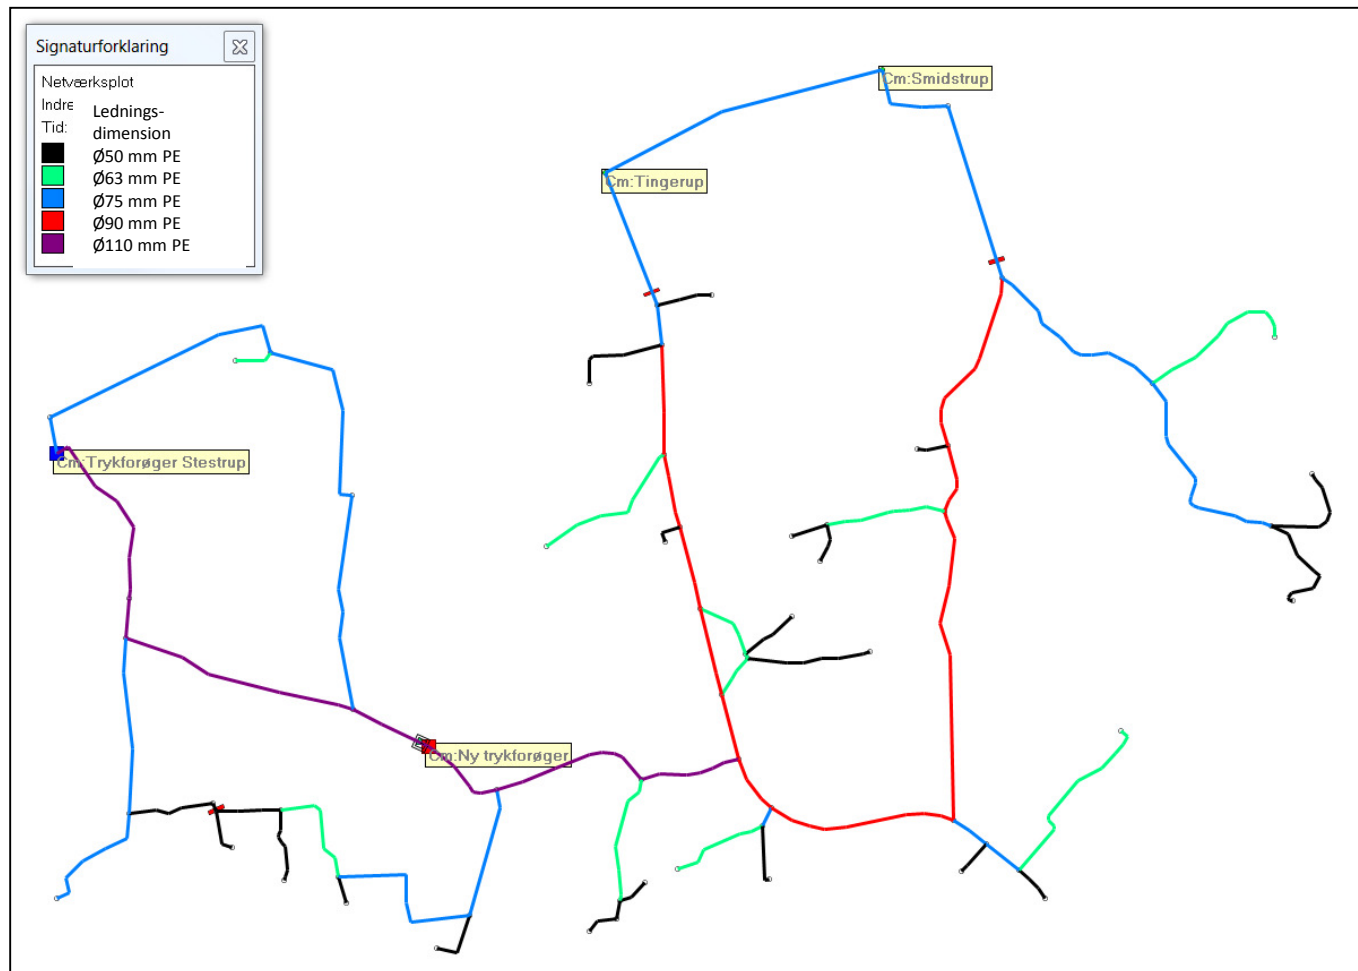 Signaturforklaring
Netværksplot
Indre
Lednings-
Tid:
dimension
Ø50 mm PE
Ø63 mm PE
Ø75 mm PE
Ø90 mm PE
Ø110 mm PE
Cm:Smidstrup
Cm:Tingerup
Cm:Trykforøger Stestrup
Cm:Ny trykforøger